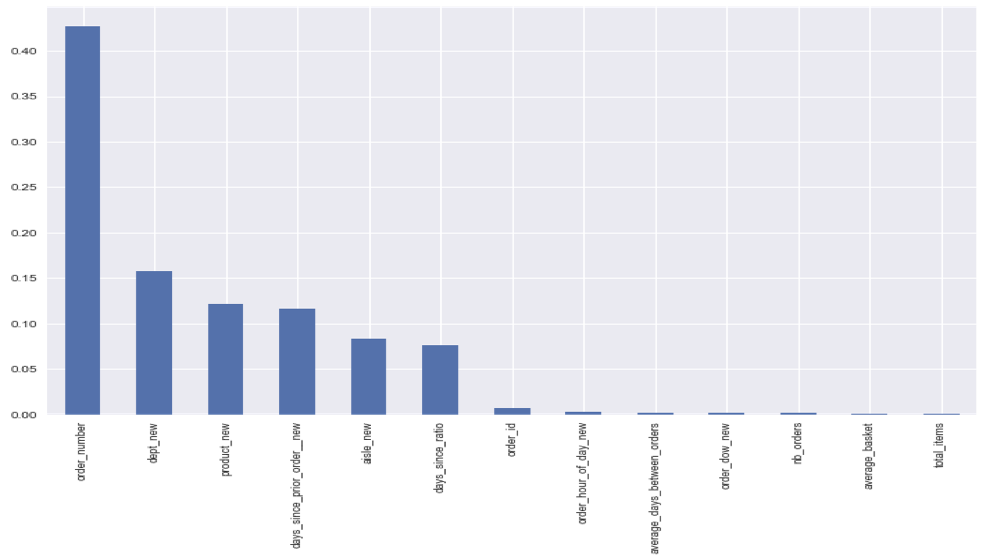 0.40
0.35
0.30
0.25
0.20
0.15
0.10
0.05
0.00
order_number
dept_new
product_new
days_since_prior_order__new
aisle_new
days_since_ratio
order_id
order_hour_of_day_new
average_days_between_orders
order_dow_new
nb_orders
average_basket
total_items